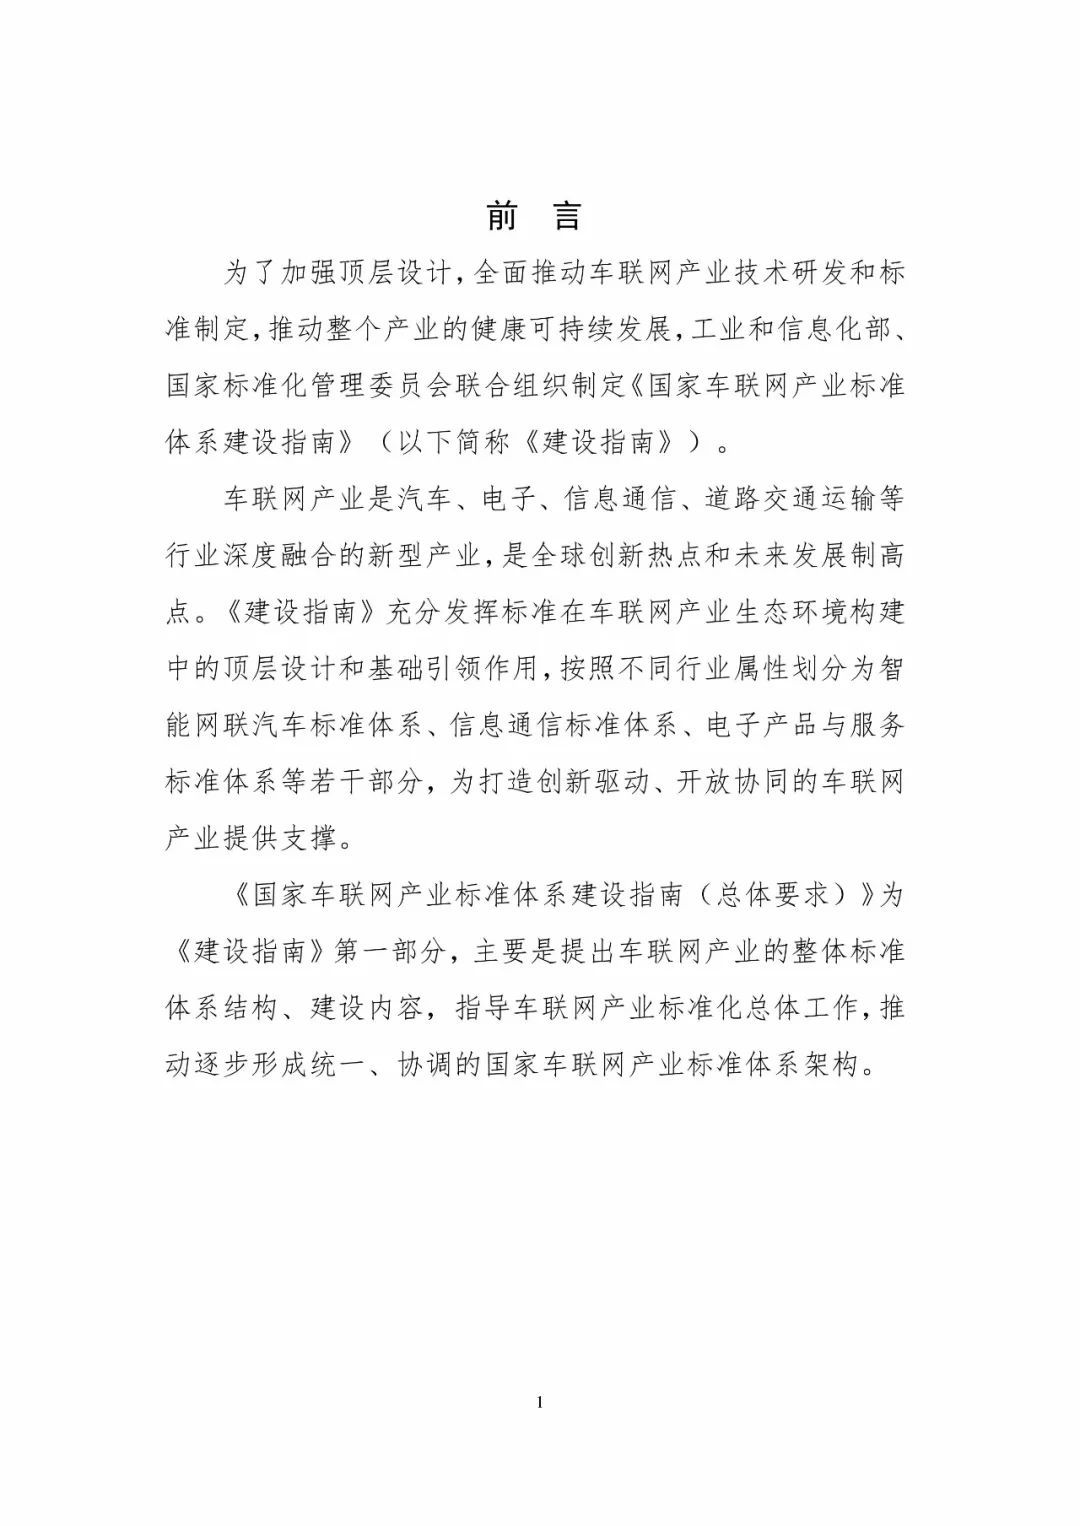 前 言
为了加强顶层设计，全面推动车联网产业技术研发和标
准制定，推动整个产业的健康可持续发展，工业和信息化部、
国家标准化管理委员会联合组织制定《国家车联网产业标准
体系建设指南》（以下简称《建设指南》）。
车联网产业是汽车、电子、信息通信、道路交通运输等
行业深度融合的新型产业，是全球创新热点和未来发展制高
点。《建设指南》充分发挥标准在车联网产业生态环境构建
中的顶层设计和基础引领作用，按照不同行业属性划分为智
能网联汽车标准体系、信息通信标准体系、电子产品与服务
标准体系等若干部分，为打造创新驱动、开放协同的车联网
产业提供支撑。
《国家车联网产业标准体系建设指南（总体要求）》为
《建设指南》第一部分，主要是提出车联网产业的整体标准
体系结构、建设内容，指导车联网产业标准化总体工作，推
动逐步形成统一、协调的国家车联网产业标准体系架构。
1